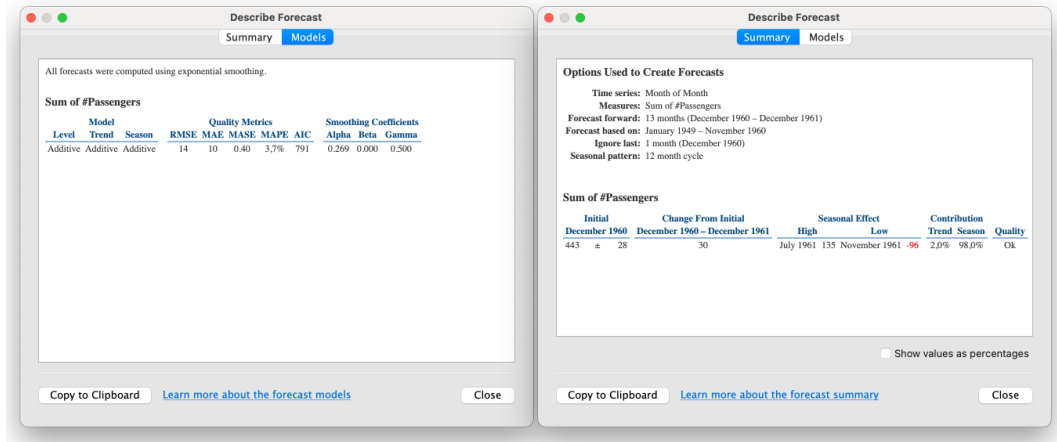 Describe Forecast
Summary Models
All forecasts were computed using exponential smoothing.
Sum of #Passengers
Model Quality Metrics Smoothing Coefficients
Level Trend Season RMSE MAE MASE MAPE AIC Alpha Beta Gamma
Additive Additive Additive 14 10 0.40 3,7% 791 0.269 0.000 0.500
Copy to Clipboard Learn more about the forecast models Close
Describe Forecast
Summary Models
Options Used to Create Forecasts
Time series: Month of Month
Measures: Sum of #Passengers
Forecast forward: 13 months (December 1960 – December 1961)
Forecast based on: January 1949 – November 1960
Ignore last: 1 month (December 1960)
Seasonal pattern: 12 month cycle
Sum of #Passengers
Initial Change From Initial Seasonal Effect Contribution
December 1960 December 1960 – December 1961 High Low Trend Season Quality
443 ± 28 30 July 1961 135 November 1961 -96 2,0% 98,0% Ok
Show values as percentages
Copy to Clipboard Learn more about the forecast summary Close